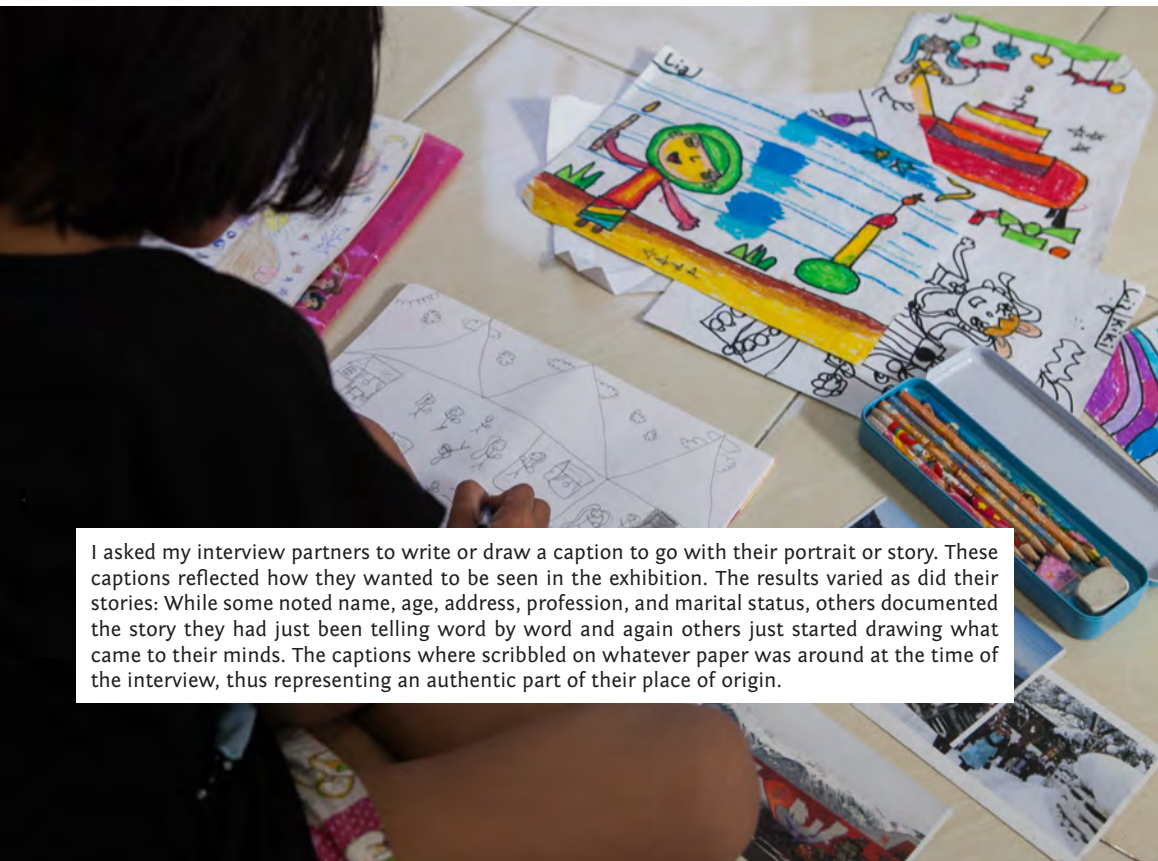 Lia
Lia/Kiki
I asked my interview partners to write or draw a caption to go with their portrait or story. These
captions reflected how they wanted to be seen in the exhibition. The results varied as did their
stories: While some noted name, age, address, profession, and marital status, others documented
the story they had just been telling word by word and again others just started drawing what
came to their minds. The captions where scribbled on whatever paper was around at the time of
the interview, thus representing an authentic part of their place of origin.